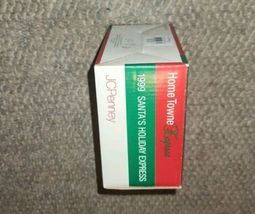 Home Towne Express
1999 SANTA'S HOLIDAY EXPRESS
JCPenney